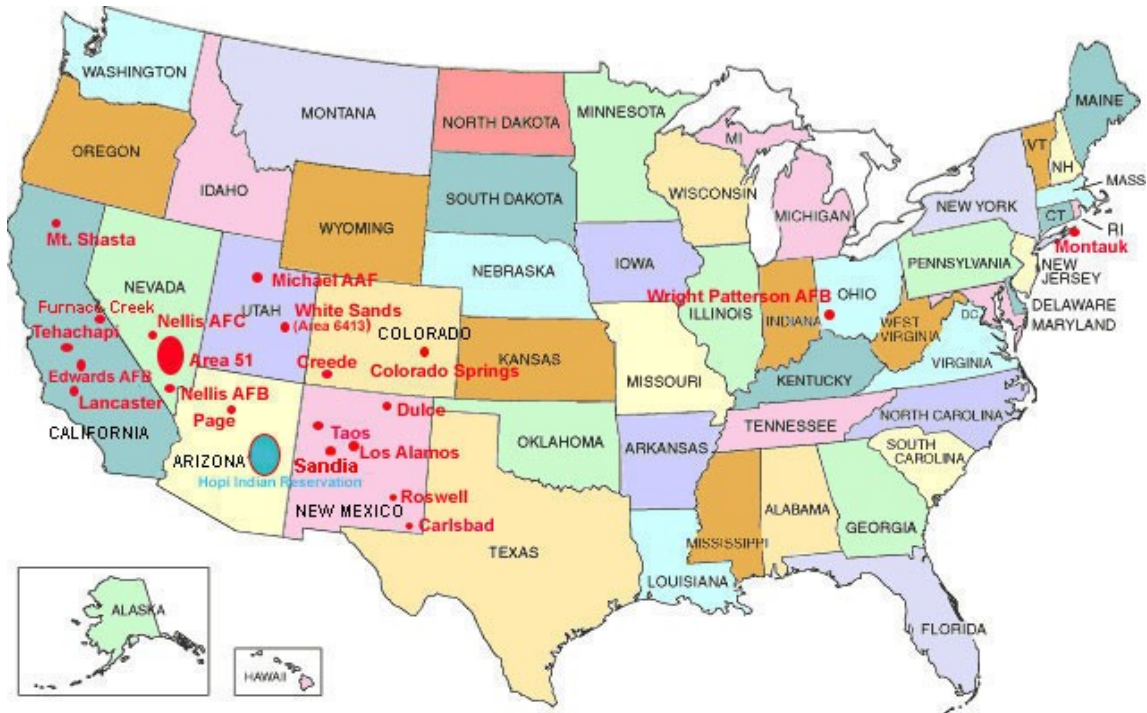 WASHINGTON
MONTANA
NORTH DAKOTA
MINNESOTA
MAINE
OREGON
IDAHO
SOUTH DAKOTA
WISCONSIN
MI
MICHIGAN
VT
NH
MASS
NEW YORK
CT
RI
Montauk
WYOMING
Mt. Shasta
NEVADA
UTAH
Michael AAF
White Sands
(Area 6413)
NEBRASKA
IOWA
PENNSYLVANIA
NEW
JERSEY
Furnace Creek
Tehachapi
Nellis AFC
Area 51
Edwards AFB
Lancaster
Nellis AFB
Page
CALIFORNIA
COLORADO
Creede
Colorado Springs
KANSAS
Wright Patterson AFB
ILLINOIS
INDIANA
OHIO
WEST
VIRGINIA
DC
DELAWARE
MARYLAND
VIRGINIA
MISSOURI
KENTUCKY
NORTH CAROLINA
TENNESSEE
SOUTH
CAROLINA
ARIZONA
Hopi Indian Reservation
Dulce
Taos
Los Alamos
Sandia
Roswell
NEW MEXICO
Carlsbad
OKLAHOMA
ARKANSAS
TEXAS
LOUISIANA
MISSISSIPPI
ALABAMA
GEORGIA
FLORIDA
ALASKA
HAWAII